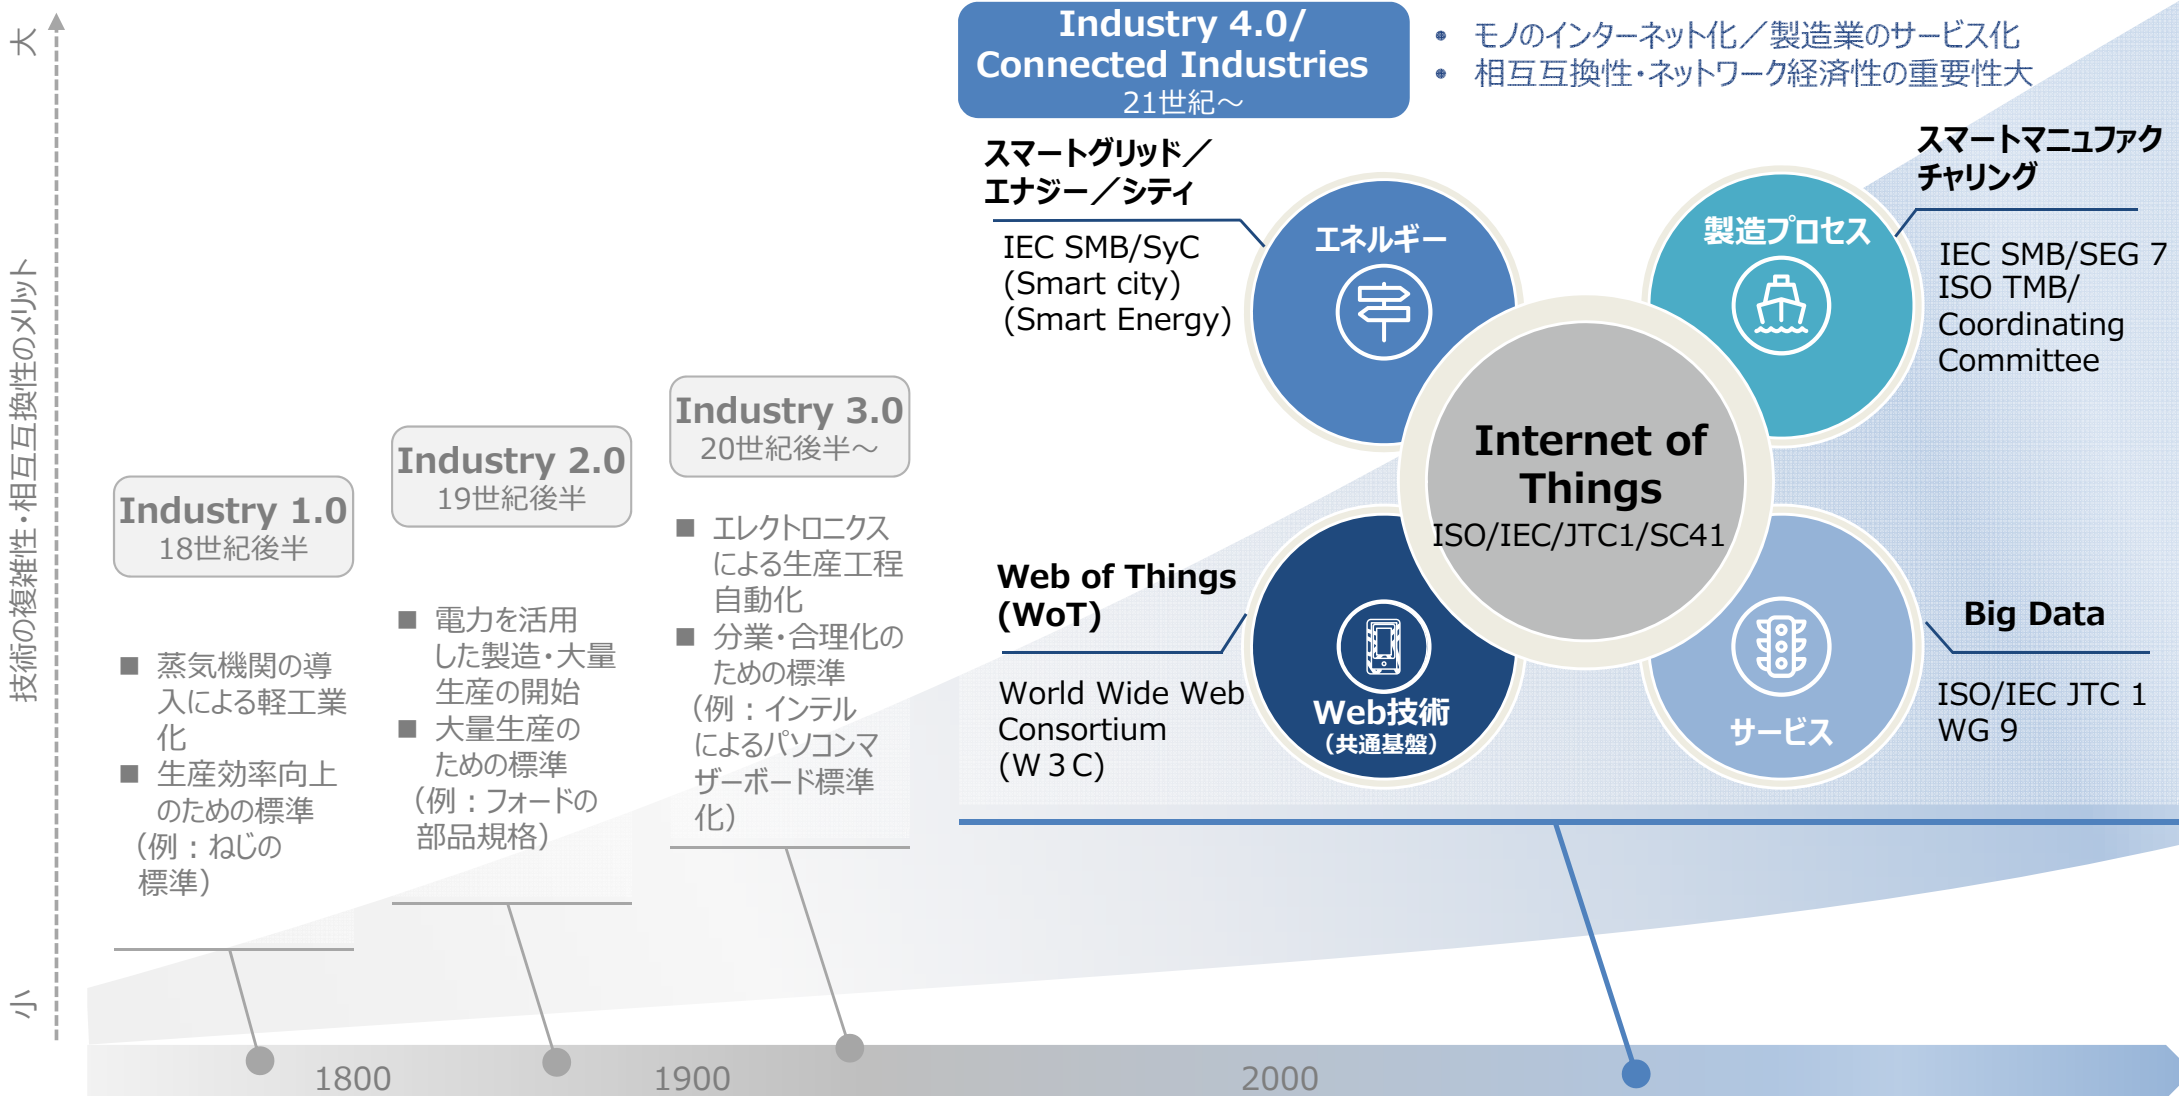 大
技術の複雑性・相互互換性のメリット
小
Industry 1.0
18世紀後半
■ 蒸気機関の導
入による軽工業
化
■ 生産効率向上
のための標準
（例：ねじの
標準）
Industry 2.0
19世紀後半
■ 電力を活用
した製造・大量
生産の開始
■ 大量生産の
ための標準
（例：フォードの
部品規格）
Industry 3.0
20世紀後半～
■ エレクトロニクス
による生産工程
自動化
■ 分業・合理化の
ための標準
（例：インテル
によるパソコンマ
ザーボード標準
化）
Industry 4.0/
Connected Industries
21世紀～
• モノのインターネット化／製造業のサービス化
• 相互互換性・ネットワーク経済性の重要性大
スマートグリッド／
エナジー／シティ
IEC SMB/SyC
(Smart city)
(Smart Energy)
エネルギー
製造プロセス
スマートマニュファク
チャリング
IEC SMB/SEG 7
ISO TMB/
Coordinating
Committee
Internet of
Things
ISO/IEC/JTC1/SC41
Web of Things
(WoT)
World Wide Web
Consortium
(W３C)
Web技術
（共通基盤）
サービス
Big Data
ISO/IEC JTC 1
WG 9
1800
1900
2000